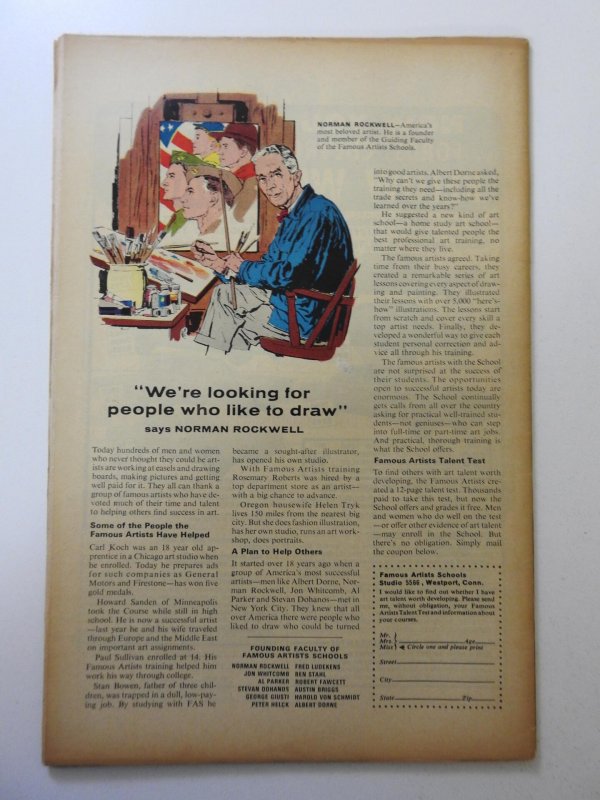 NORMAN ROCKWELL—America's
most beloved artist. He is a founder
and member of the Guiding Faculty
of the Famous Artists Schools.
"We're looking for
people who like to draw"
says NORMAN ROCKWELL
Today hundreds of men and women
who never thought they could be art-
ists are working at easels and drawing
boards, making pictures and getting
well paid for it. They all can thank a
group of famous artists who have de-
voted much of their time and talent
to helping others find success in art.
Some of the People the
Famous Artists Have Helped
Carl Koch was an 18 year old ap-
prentice in a Chicago art studio when
he enrolled. Today he prepares ads
for such companies as General
Motors and Firestone—has won five
gold medals.
Howard Sanden of Minneapolis
took the Course while still in high
school. He is now a successful artist
—last year he and his wife traveled
through Europe and the Middle East
on important art assignments.
Paul Sullivan enrolled at 14. His
Famous Artists training helped him
work his way through college.
Stan Bowen, father of three chil-
dren, was trapped in a dull, low-pay-
ing job. By studying with FAS he
became a sought-after illustrator,
has opened his own studio.
With Famous Artists training
Rosemary Roberts was hired by a
top department store as an artist—
with a big chance to advance.
Oregon housewife Helen Tryk
lives 150 miles from the nearest big
city. But she does fashion illustration,
has her own studio, runs an art work-
shop, does portraits.
A Plan to Help Others
It started over 18 years ago when a
group of America's most successful
artists—men like Albert Dorne, Nor-
man Rockwell, Jon Whitcomb, Al
Parker and Stevan Dohanos—met in
New York City. They knew that all
over America there were people who
liked to draw who could be turned
FOUNDING FACULTY OF
FAMOUS ARTISTS SCHOOLS
NORMAN ROCKWELL FRED LUDEKENS
JON WHITCOMB BEN STAHL
AL PARKER ROBERT FAWCETT
STEVAN DOHANOS AUSTIN BRIGGS
GEORGE GIUSTI HAROLD VON SCHMIDT
PETER HELCK ALBERT DORNE
into good artists. Albert Dorne asked,
"Why can't we give these people the
training they need—including all the
trade secrets and know-how we've
learned over the years?"
He suggested a new kind of art
school—a home study art school—
that would give talented people the
best professional art training, no
matter where they live.
The famous artists agreed. Taking
time from their busy careers, they
created a remarkable series of art
lessons covering every aspect of draw-
ing and painting. They illustrated
their lessons with over 5,000 "here's-
how" illustrations. The lessons start
from scratch and cover every skill a
top artist needs. Finally, they de-
veloped a wonderful way to give each
student personal correction and ad-
vice all through his training.
The famous artists with the School
are not surprised at the success of
their students. The opportunities
open to successful artists today are
enormous. The School continually
gets calls from all over the country
asking for practical well-trained stu-
dents—not geniuses—who can step
into full-time or part-time art jobs.
And practical, thorough training is
what the School offers.
Famous Artists Talent Test
To find others with art talent worth
developing, the Famous Artists cre-
ated a 12-page talent test. Thousands
paid to take this test, but now the
School offers and grades it free. Men
and women who do well on the test
—or offer other evidence of art talent
—may enroll in the School. But
there's no obligation. Simply mail
the coupon below.
Famous Artists Schools
Studio 5566, Westport, Conn.
I would like to find out whether I have
art talent worth developing. Please send
me, without obligation, your Famous
Artists Talent Test and information about
your courses.
Mr.
Mrs. Age
Miss Circle one and please print
Street
City
State Zip